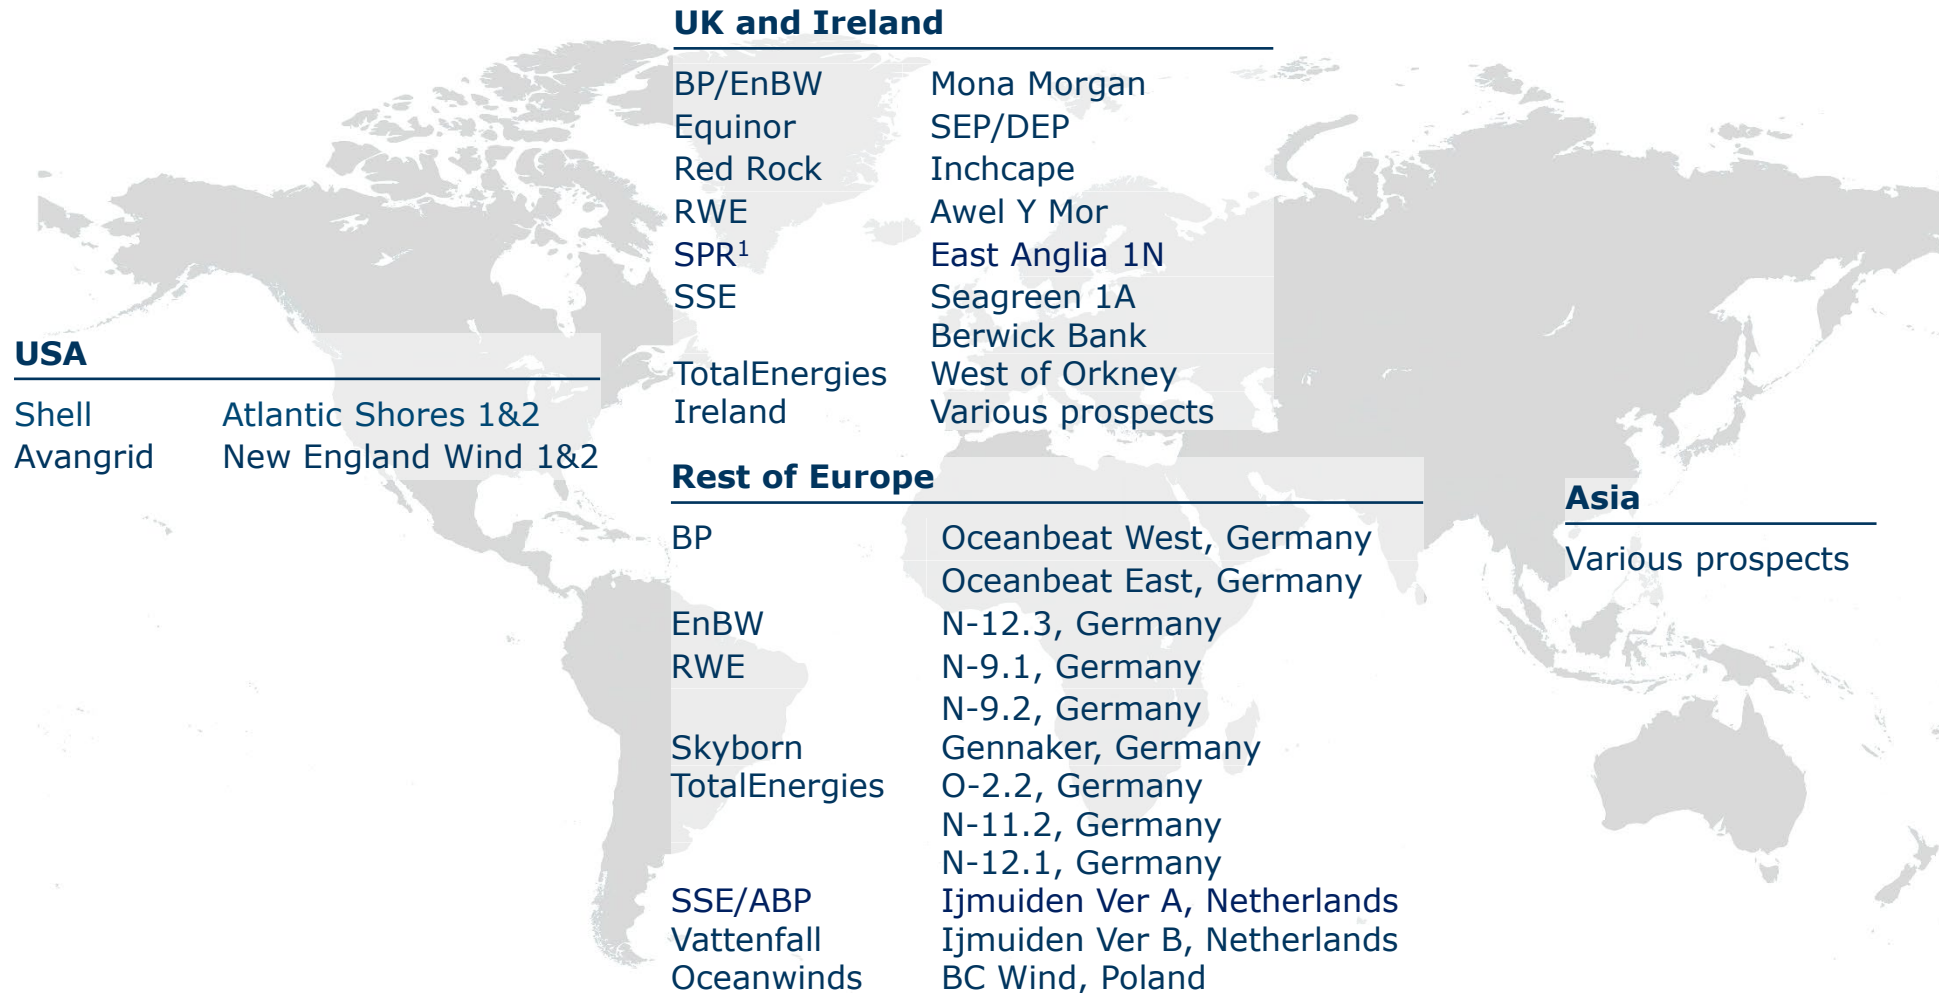 UK and Ireland
BP/EnBW Mona Morgan
Equinor SEP/DEP
Red Rock Inchcape
RWE Awel Y Mor
SPR¹ East Anglia 1N
SSE Seagreen 1A
Berwick Bank
TotalEnergies West of Orkney
Ireland Various prospects
USA
Shell Atlantic Shores 1&2
Avangrid New England Wind 1&2
Rest of Europe
BP Oceanbeat West, Germany
Oceanbeat East, Germany
EnBW N-12.3, Germany
RWE N-9.1, Germany
N-9.2, Germany
Skyborn Gennaker, Germany
TotalEnergies O-2.2, Germany
N-11.2, Germany
N-12.1, Germany
SSE/ABP Ijmuiden Ver A, Netherlands
Vattenfall Ijmuiden Ver B, Netherlands
Oceanwinds BC Wind, Poland
Asia
Various prospects